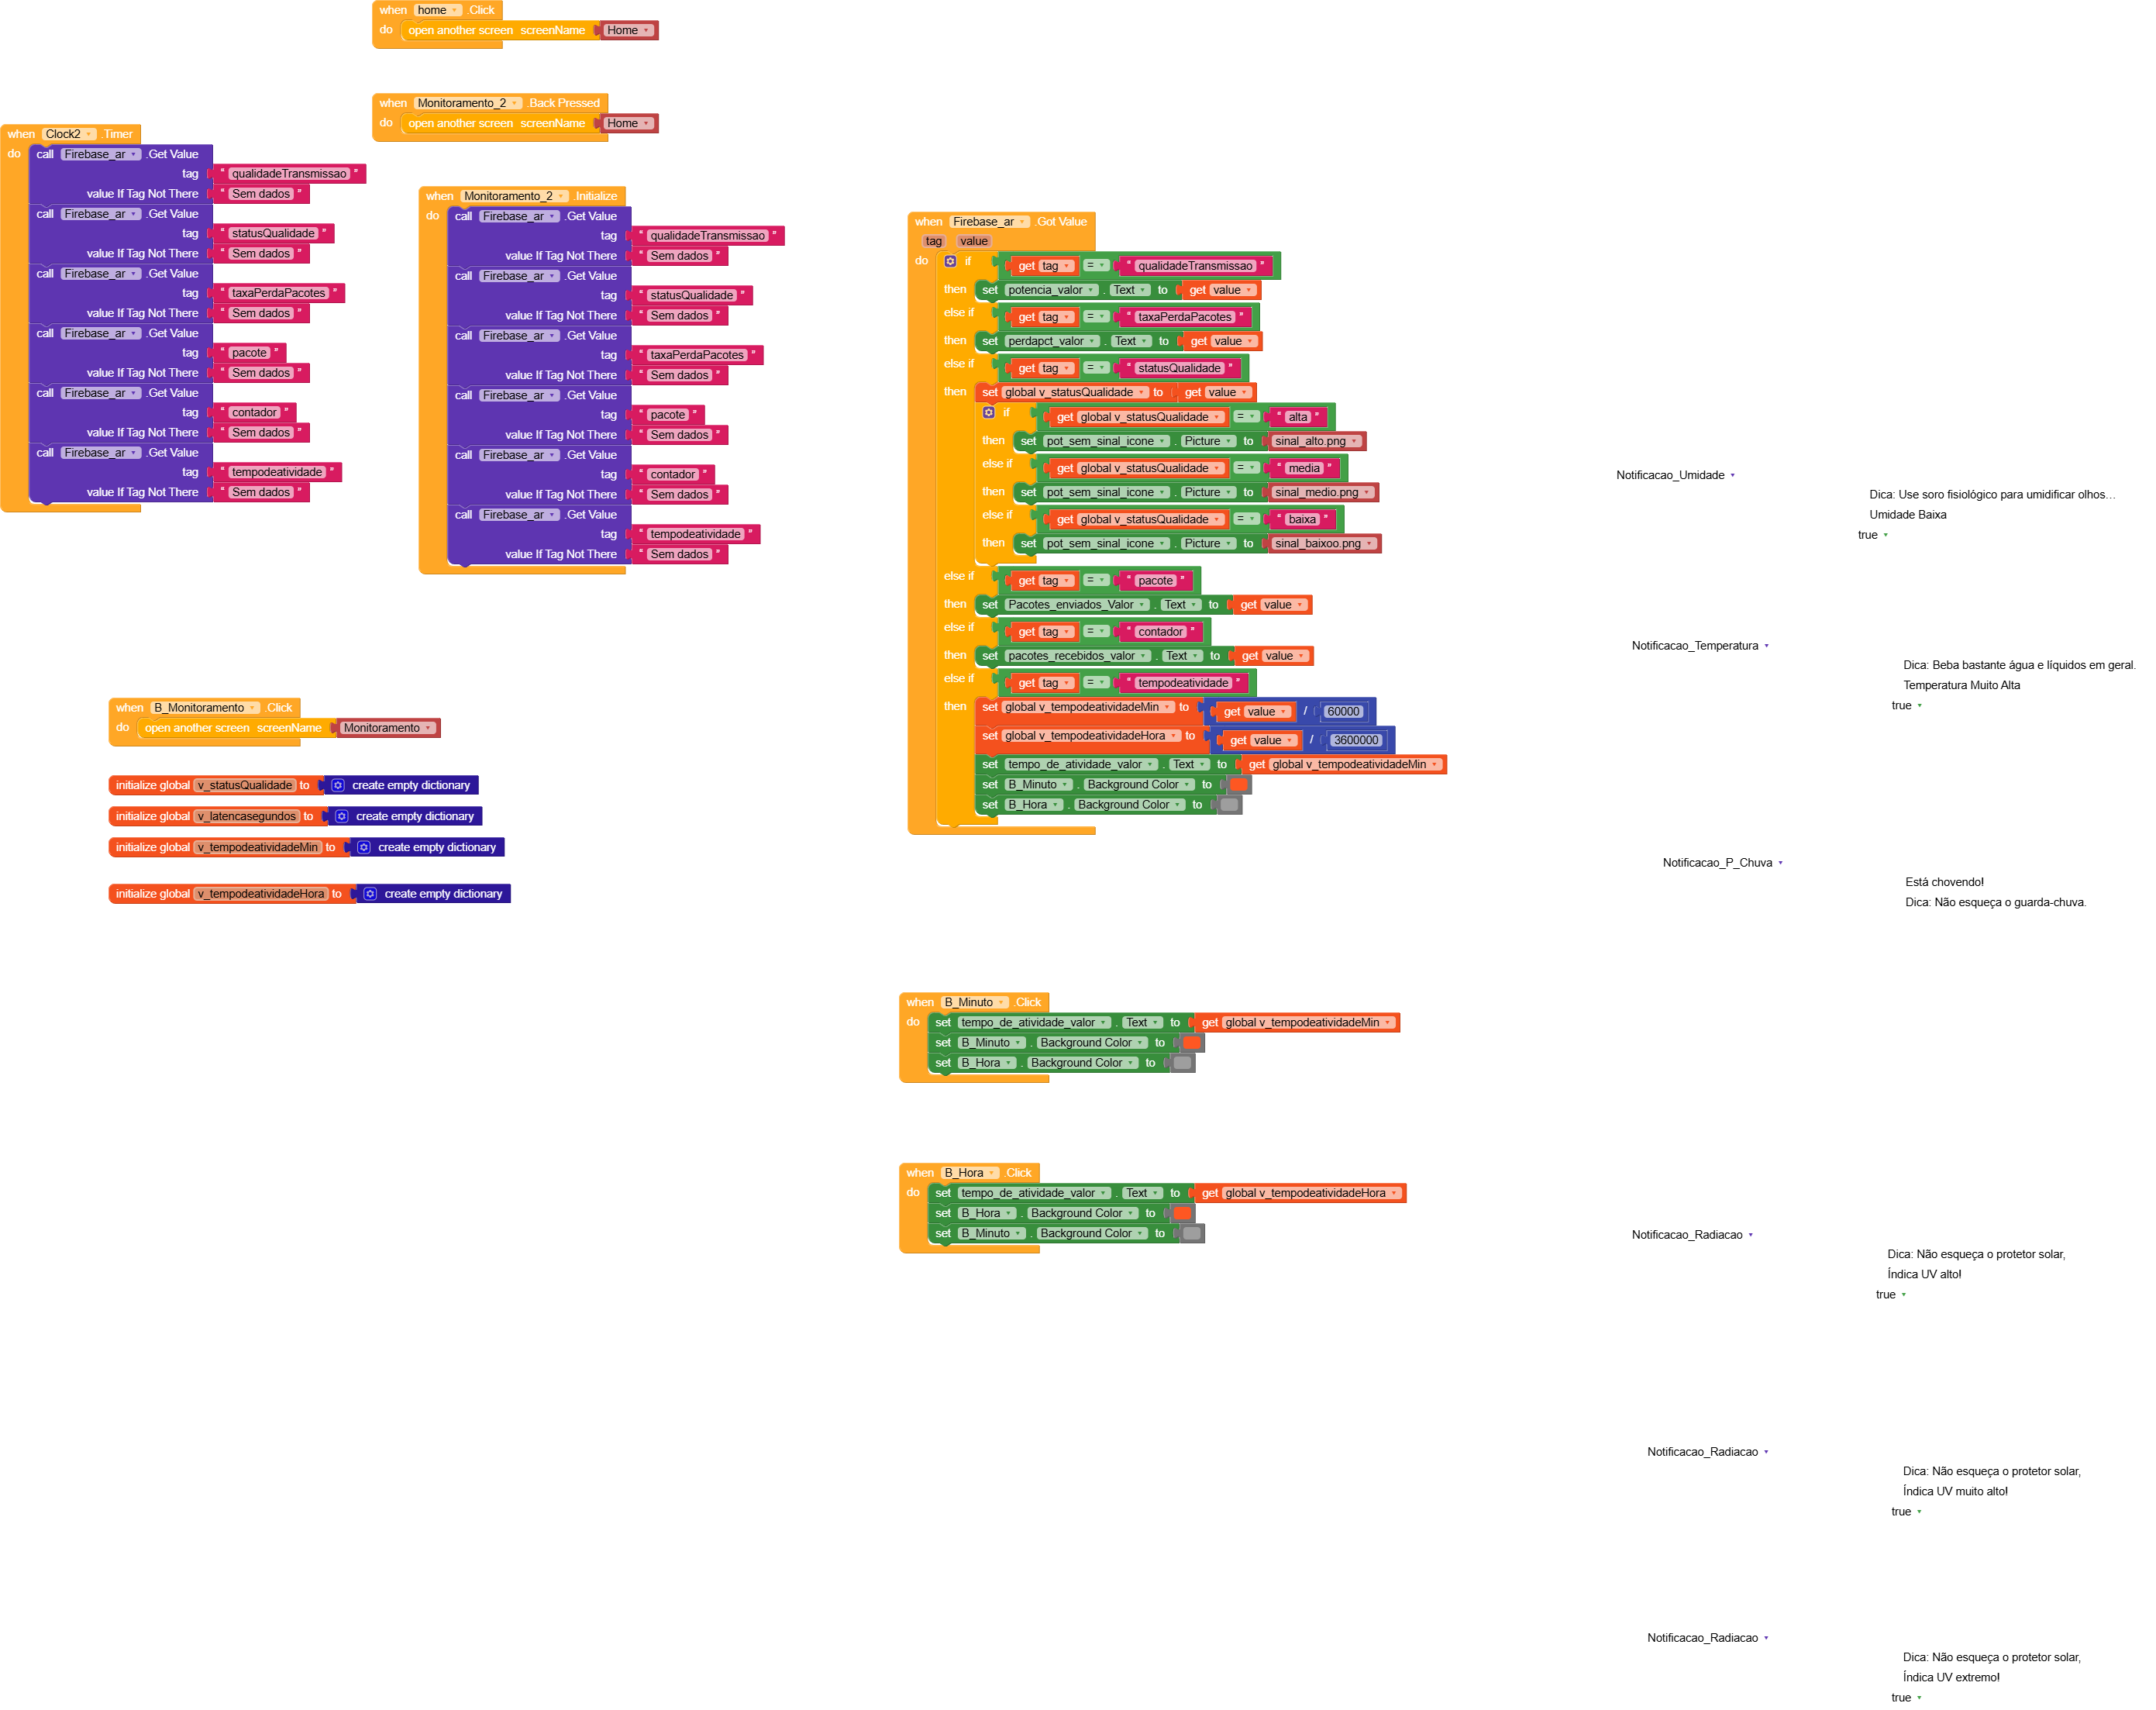 when home .Click
do open another screen screenName Home
when Monitoramento_2 .Back Pressed
do open another screen screenName Home
when Clock2 .Timer
do call Firebase_ar .Get Value
tag " qualidadeTransmissao "
value If Tag Not There " Sem dados "
call Firebase_ar .Get Value
tag " statusQualidade "
value If Tag Not There " Sem dados "
call Firebase_ar .Get Value
tag " taxaPerdaPacotes "
value If Tag Not There " Sem dados "
call Firebase_ar .Get Value
tag " pacote "
value If Tag Not There " Sem dados "
call Firebase_ar .Get Value
tag " contador "
value If Tag Not There " Sem dados "
call Firebase_ar .Get Value
tag " tempodeatividade "
value If Tag Not There " Sem dados "
when Monitoramento_2 .Initialize
do call Firebase_ar .Get Value
tag " qualidadeTransmissao "
value If Tag Not There " Sem dados "
call Firebase_ar .Get Value
tag " statusQualidade "
value If Tag Not There " Sem dados "
call Firebase_ar .Get Value
tag " taxaPerdaPacotes "
value If Tag Not There " Sem dados "
call Firebase_ar .Get Value
tag " pacote "
value If Tag Not There " Sem dados "
call Firebase_ar .Get Value
tag " contador "
value If Tag Not There " Sem dados "
call Firebase_ar .Get Value
tag " tempodeatividade "
value If Tag Not There " Sem dados "
when Firebase_ar .Got Value
tag value
do if get tag = " qualidadeTransmissao "
then set potencia_valor . Text to get value
else if get tag = " taxaPerdaPacotes "
then set perdapct_valor . Text to get value
else if get tag = " statusQualidade "
then set global v_statusQualidade to get value
if get global v_statusQualidade = " alta "
then set pot_sem_sinal_icone . Picture to sinal_alto.png
else if get global v_statusQualidade = " media "
then set pot_sem_sinal_icone . Picture to sinal_medio.png
else if get global v_statusQualidade = " baixa "
then set pot_sem_sinal_icone . Picture to sinal_baixoo.png
else if get tag = " pacote "
then set Pacotes_enviados_Valor . Text to get value
else if get tag = " contador "
then set pacotes_recebidos_valor . Text to get value
else if get tag = " tempodeatividade "
then set global v_tempodeatividadeMin to get value / 60000
set global v_tempodeatividadeHora to get value / 3600000
set tempo_de_atividade_valor . Text to get global v_tempodeatividadeMin
set B_Minuto . Background Color to
set B_Hora . Background Color to
when B_Monitoramento .Click
do open another screen screenName Monitoramento
initialize global v_statusQualidade to create empty dictionary
initialize global v_latencasegundos to create empty dictionary
initialize global v_tempodeatividadeMin to create empty dictionary
initialize global v_tempodeatividadeHora to create empty dictionary
when B_Minuto .Click
do set tempo_de_atividade_valor . Text to get global v_tempodeatividadeMin
set B_Minuto . Background Color to
set B_Hora . Background Color to
when B_Hora .Click
do set tempo_de_atividade_valor . Text to get global v_tempodeatividadeHora
set B_Hora . Background Color to
set B_Minuto . Background Color to
Notificacao_Umidade
Dica: Use soro fisiológico para umidificar olhos...
Umidade Baixa
true
Notificacao_Temperatura
Dica: Beba bastante água e líquidos em geral.
Temperatura Muito Alta
true
Notificacao_P_Chuva
Está chovendo!
Dica: Não esqueça o guarda-chuva.
Notificacao_Radiacao
Dica: Não esqueça o protetor solar,
Índica UV alto!
true
Notificacao_Radiacao
Dica: Não esqueça o protetor solar,
Índica UV muito alto!
true
Notificacao_Radiacao
Dica: Não esqueça o protetor solar,
Índica UV extremo!
true